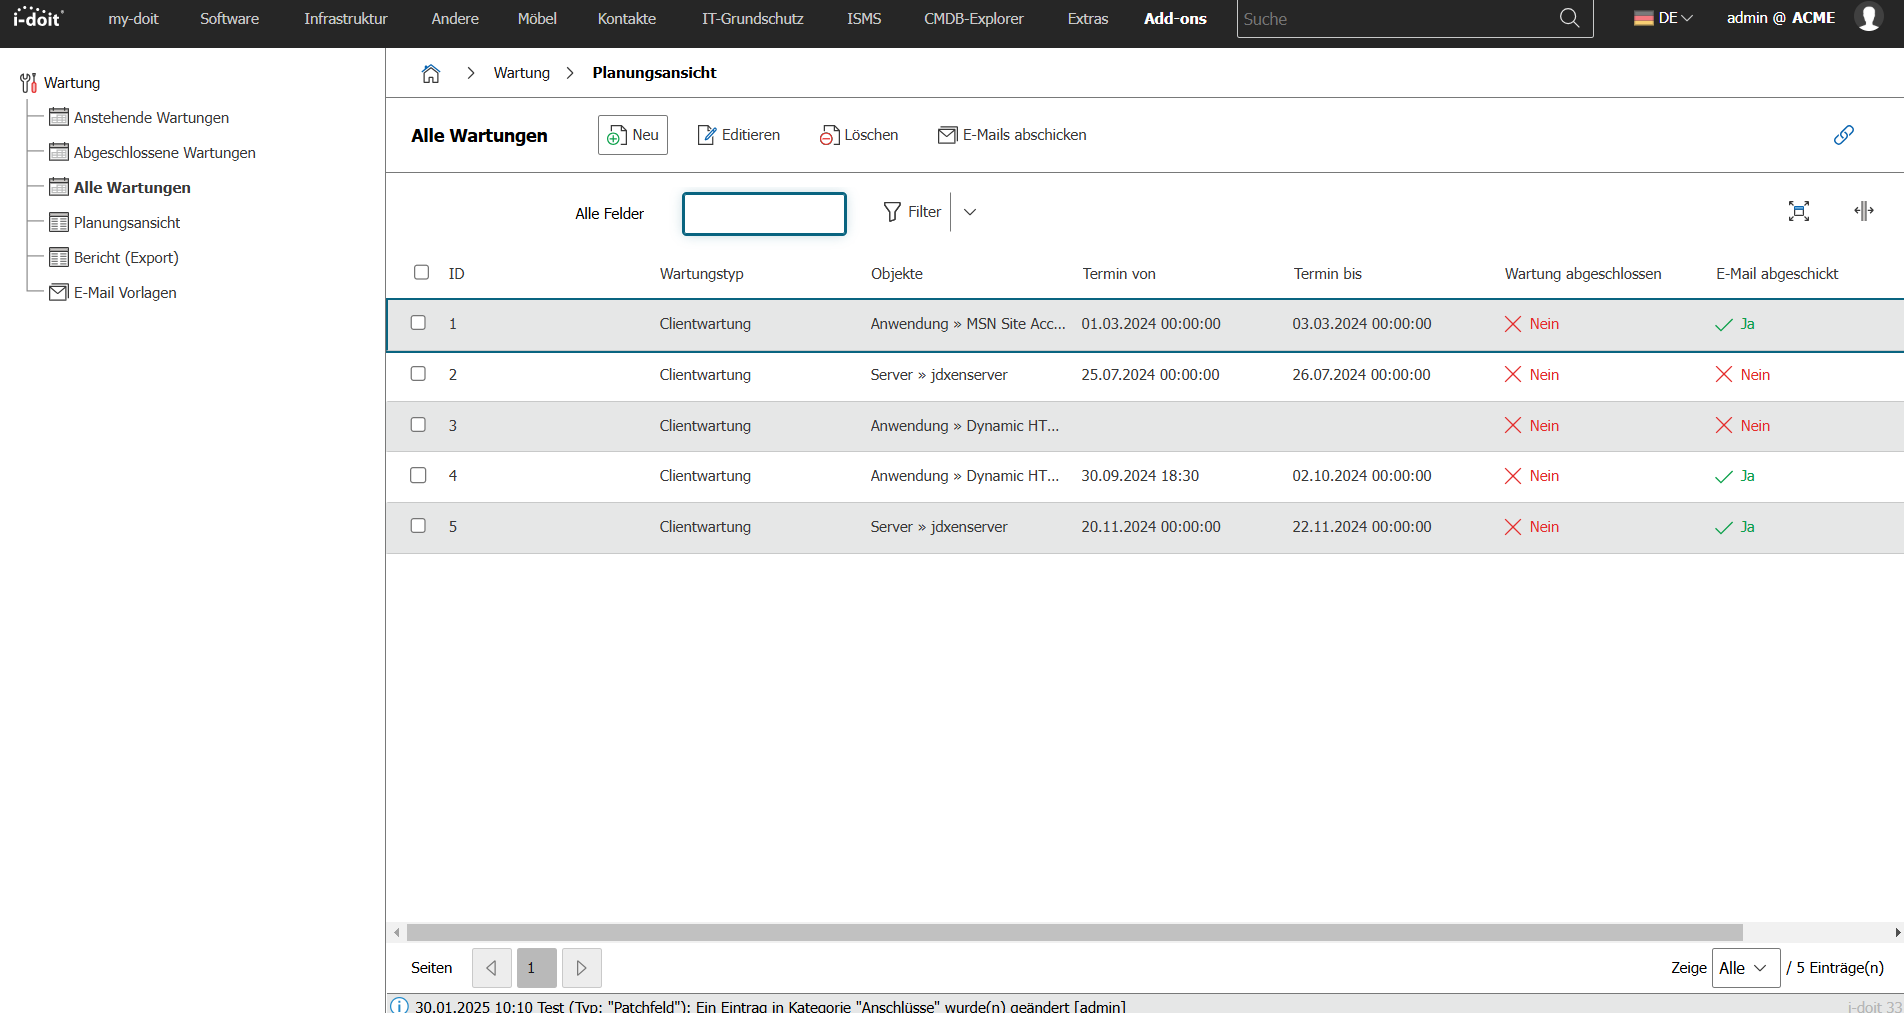 i-doit my-doit Software Infrastruktur Andere Möbel Kontakte IT-Grundschutz ISMS CMDB-Explorer Extras Add-ons Suche DE admin @ ACME
Wartung
Anstehende Wartungen
Abgeschlossene Wartungen
Alle Wartungen
Planungsansicht
Bericht (Export)
E-Mail Vorlagen
Wartung Planungsansicht
Alle Wartungen Neu Editieren Löschen E-Mails abschicken
Alle Felder Filter
ID Wartungstyp Objekte Termin von Termin bis Wartung abgeschlossen E-Mail abgeschickt
1 Clientwartung Anwendung » MSN Site Acc... 01.03.2024 00:00:00 03.03.2024 00:00:00 Nein Ja
2 Clientwartung Server » jdxenserver 25.07.2024 00:00:00 26.07.2024 00:00:00 Nein Nein
3 Clientwartung Anwendung » Dynamic HT... Nein Nein
4 Clientwartung Anwendung » Dynamic HT... 30.09.2024 18:30 02.10.2024 00:00:00 Nein Ja
5 Clientwartung Server » jdxenserver 20.11.2024 00:00:00 22.11.2024 00:00:00 Nein Ja
Seiten 1 Zeige Alle / 5 Einträge(n)
30.01.2025 10:10 Test (Typ: "Patchfeld"): Ein Eintrag in Kategorie "Anschlüsse" wurde(n) geändert [admin] i-doit 33